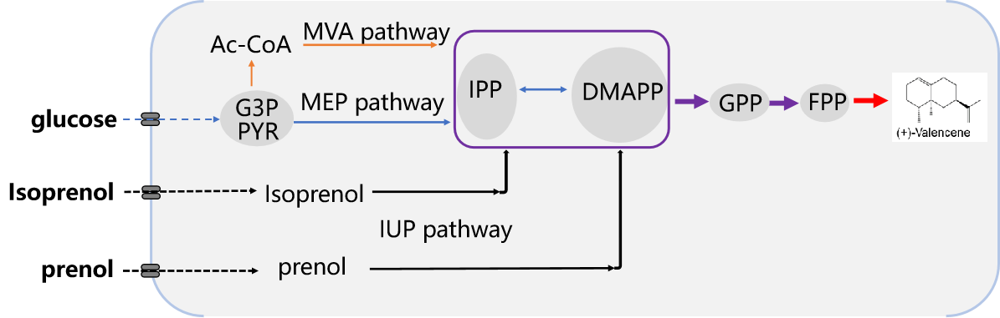 MVA pathway
Ac-CoA
IPP
DMAPP
glucose
G3P
PYR
MEP pathway
GPP
FPP
(+)-Valencene
Isoprenol
Isoprenol
IUP pathway
prenol
prenol